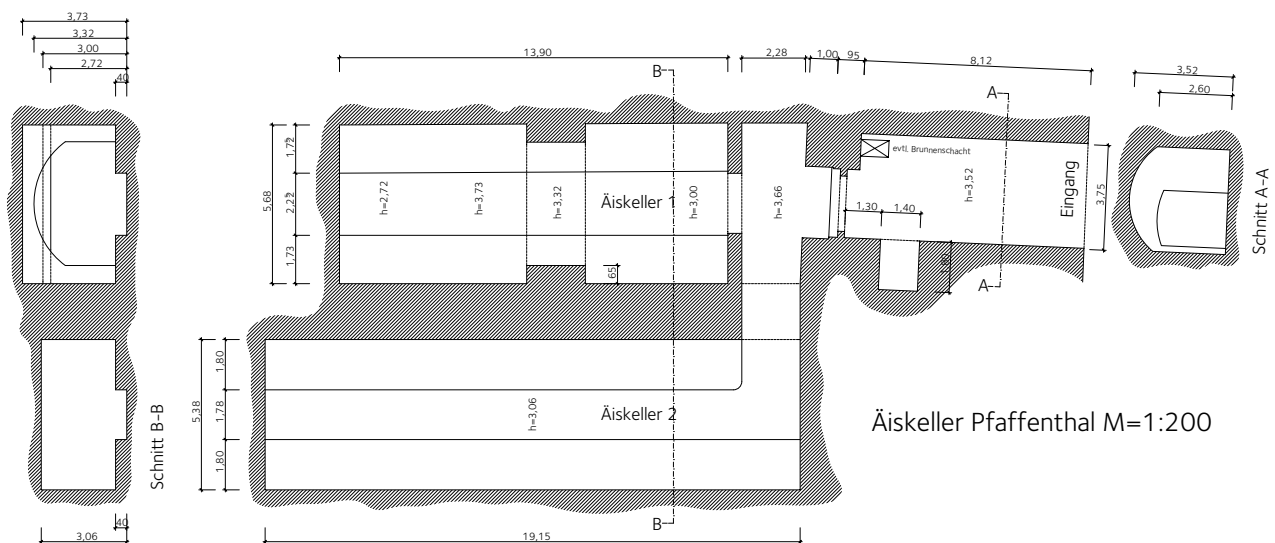 3,73
3,32
3,00
2,72
40
13,90
2,28
1,00
95
8,12
3,52
2,60
B
B
A
A
5,68
1,72
2,22
1,73
h=2,72
h=3,73
h=3,32
Äiskeller 1
h=3,00
h=3,66
evtl. Brunnenschacht
h=3,52
Eingang
3,75
1,30
1,40
1,80
65
Schnitt A-A
5,38
1,80
1,78
1,80
h=3,06
Äiskeller 2
Schnitt B-B
40
3,06
19,15
Äiskeller Pfaffenthal M=1:200